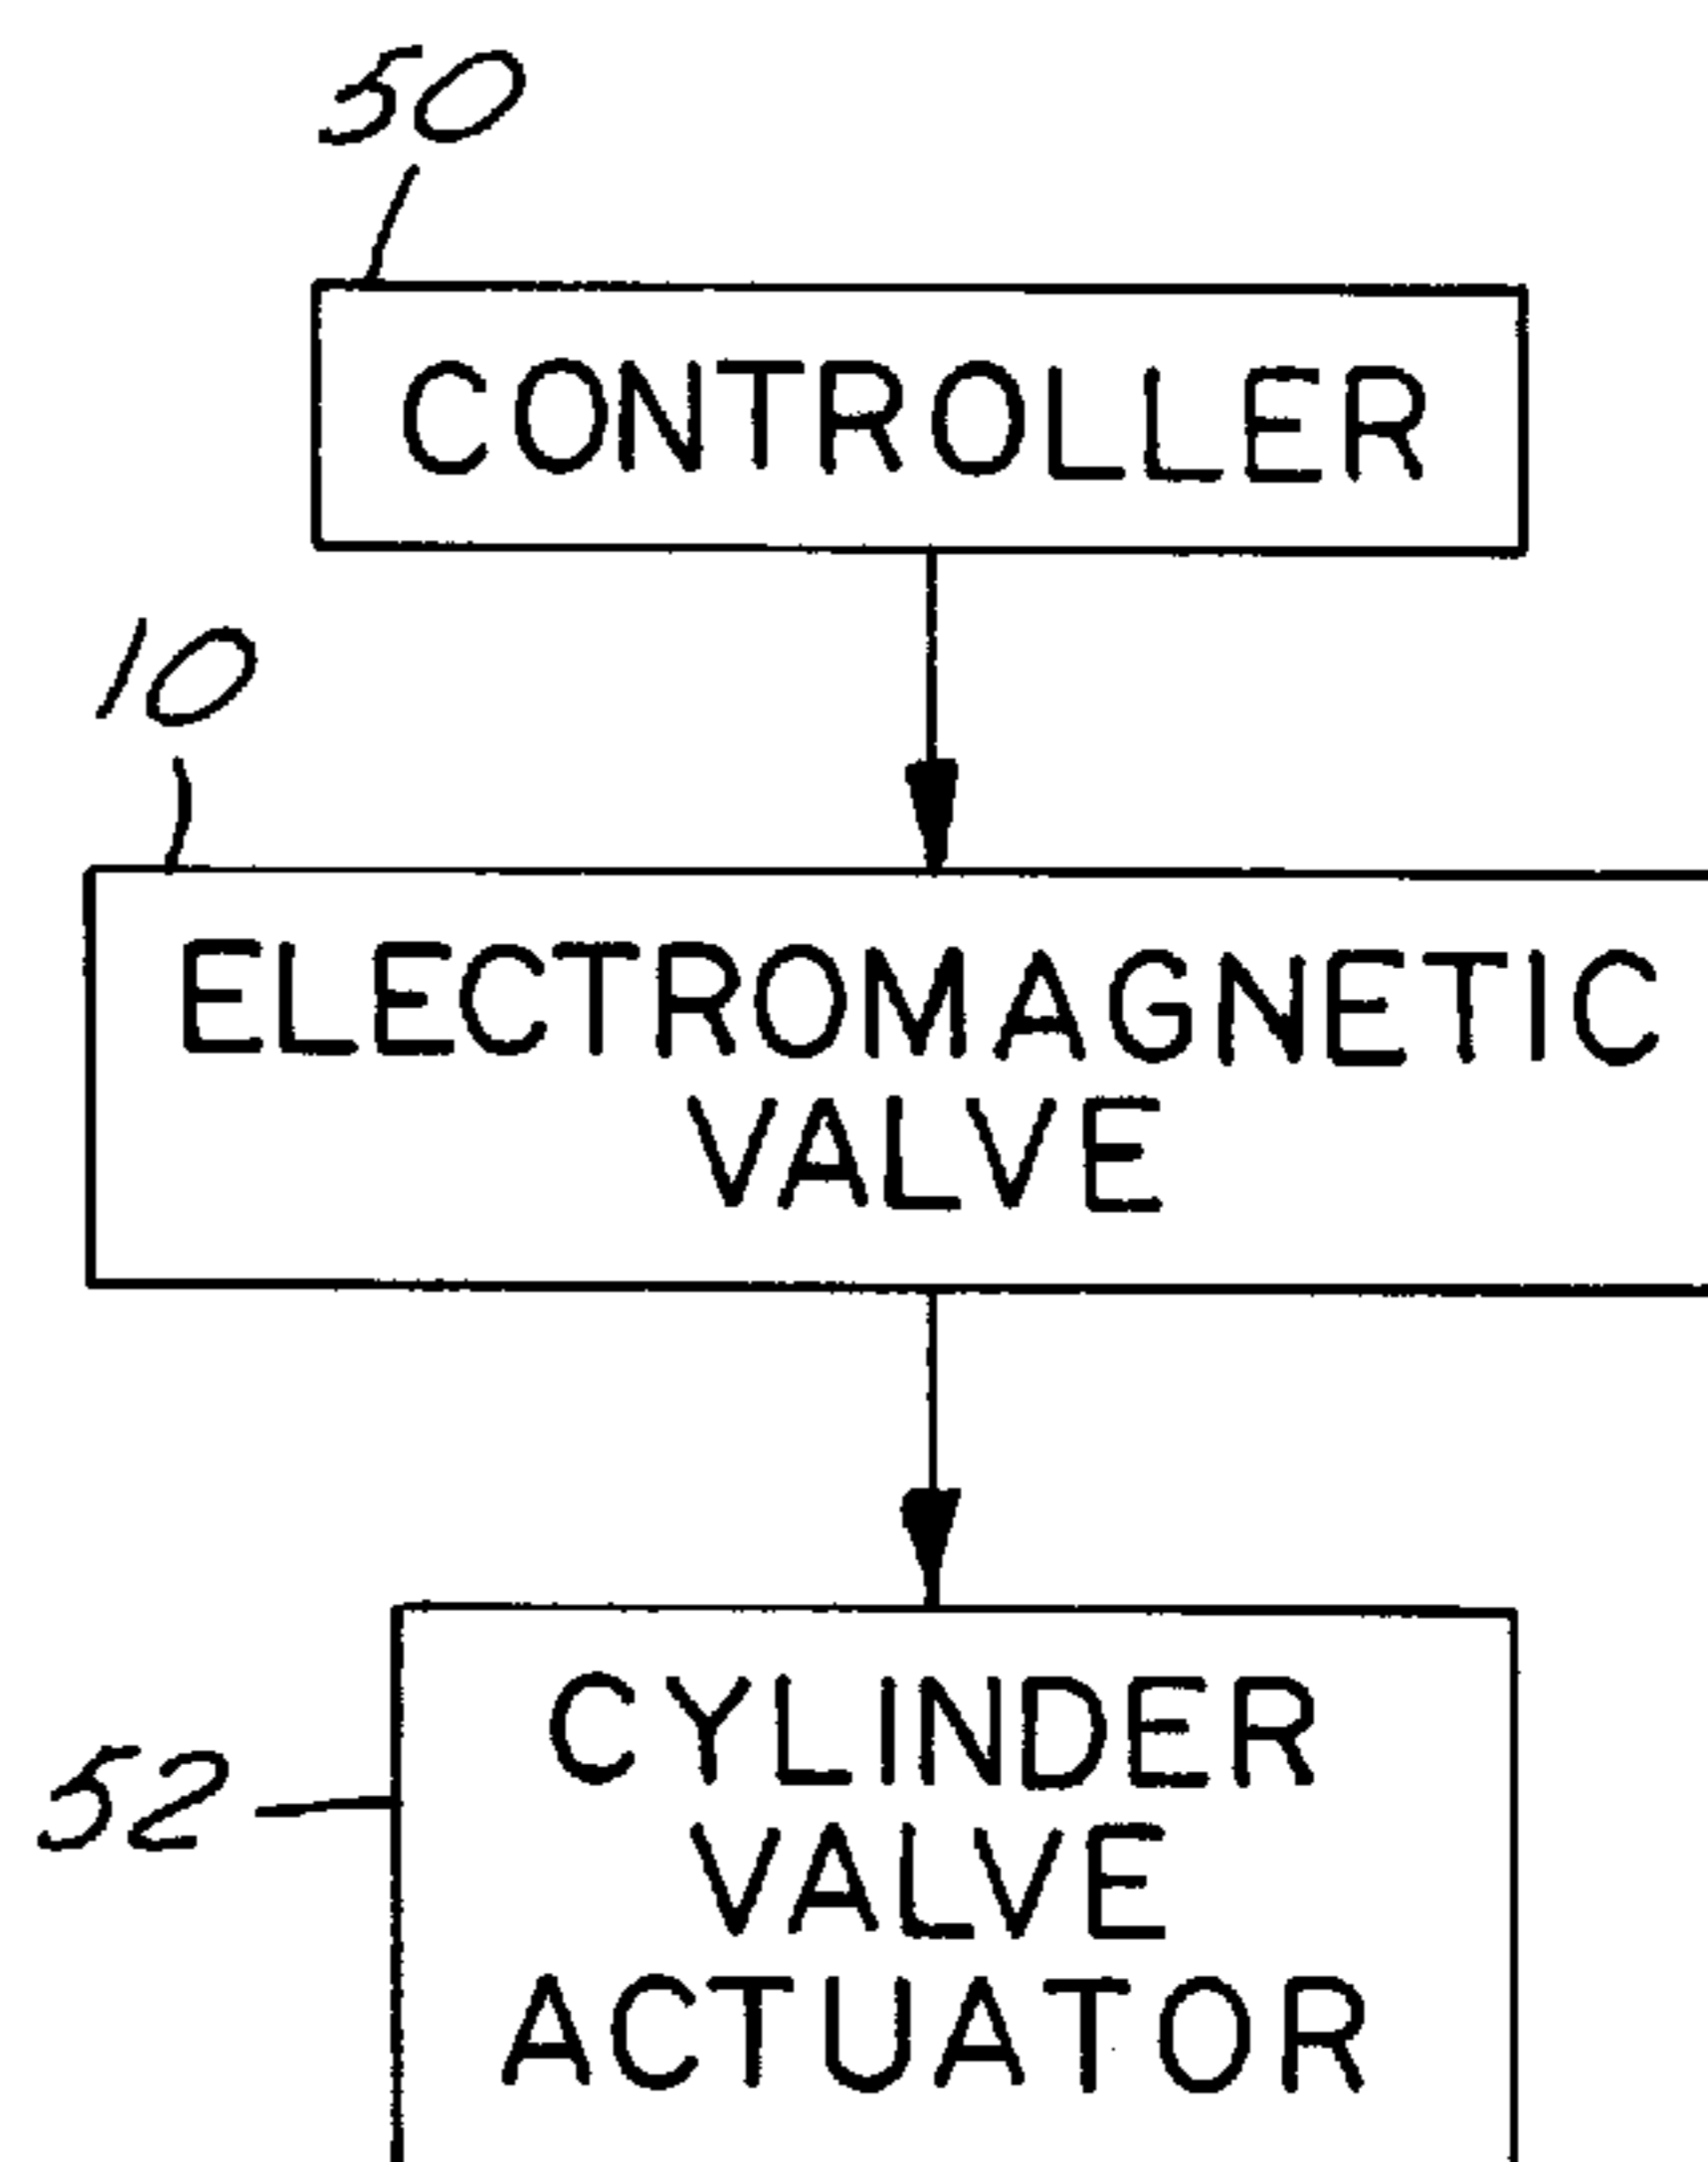 50
CONTROLLER
10
ELECTROMAGNETIC
VALVE
CYLINDER
52
VALVE
ACTUATOR